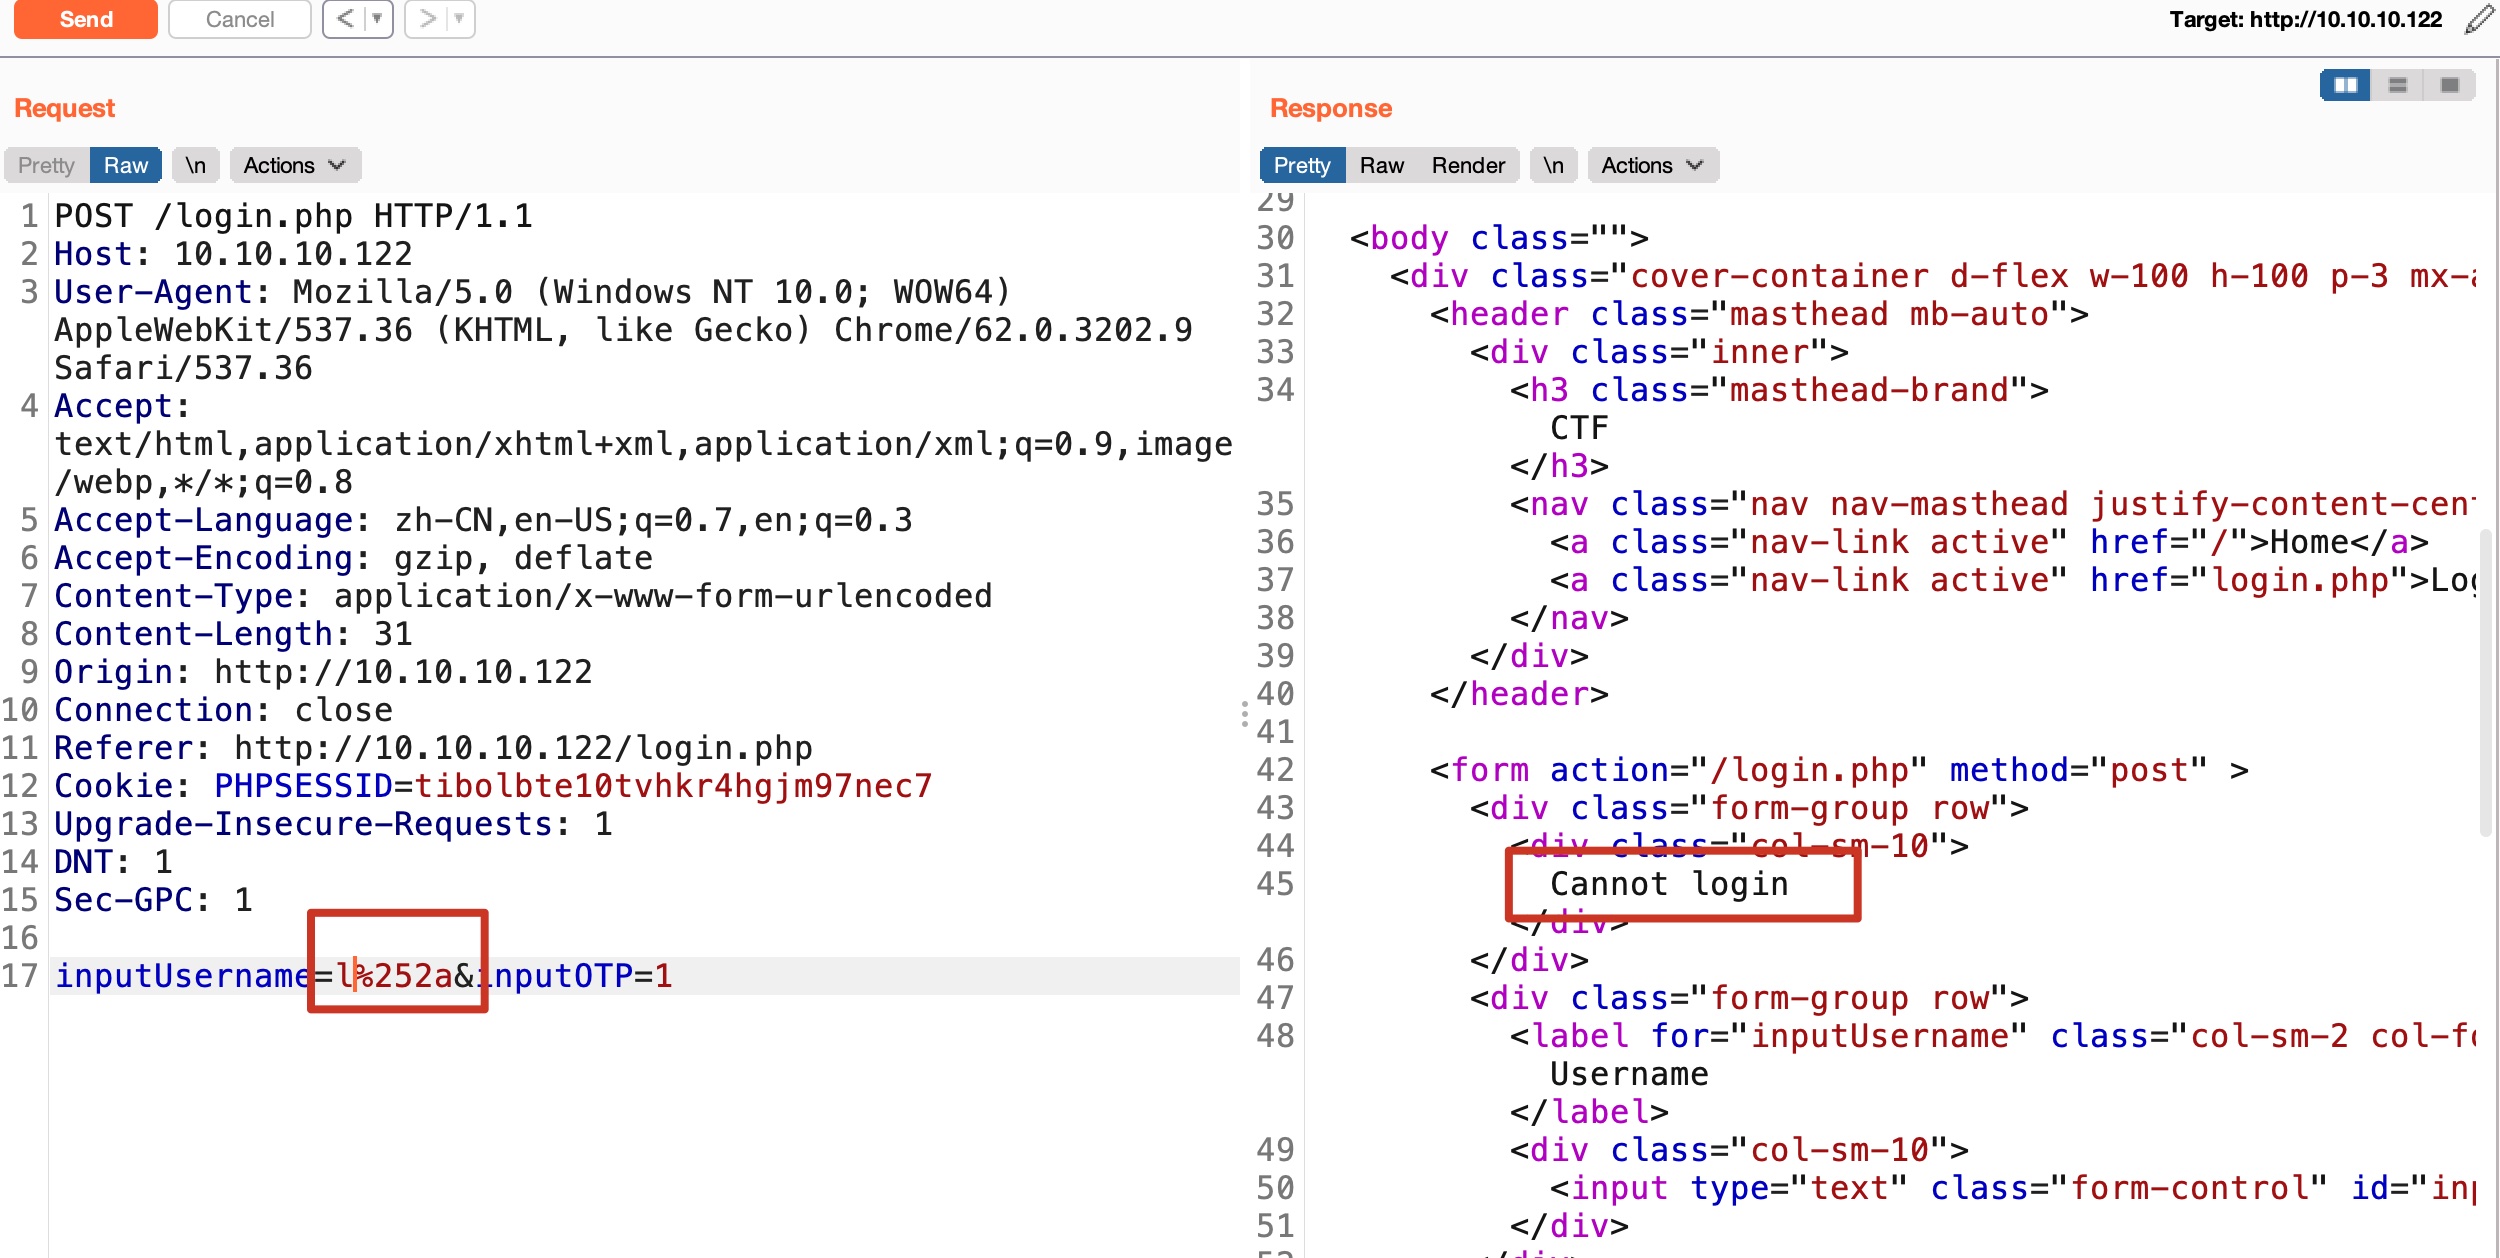 Send Cancel < > Target: http://10.10.10.122
Request
Pretty Raw \n Actions
1 POST /login.php HTTP/1.1
2 Host: 10.10.10.122
3 User-Agent: Mozilla/5.0 (Windows NT 10.0; WOW64)
AppleWebKit/537.36 (KHTML, like Gecko) Chrome/62.0.3202.9
Safari/537.36
4 Accept:
text/html,application/xhtml+xml,application/xml;q=0.9,image
/webp,*/*;q=0.8
5 Accept-Language: zh-CN,en-US;q=0.7,en;q=0.3
6 Accept-Encoding: gzip, deflate
7 Content-Type: application/x-www-form-urlencoded
8 Content-Length: 31
9 Origin: http://10.10.10.122
10 Connection: close
11 Referer: http://10.10.10.122/login.php
12 Cookie: PHPSESSID=tibolbte10tvhkr4hgjm97nec7
13 Upgrade-Insecure-Requests: 1
14 DNT: 1
15 Sec-GPC: 1
16
17 inputUsername=l%252a&inputOTP=1
Response
Pretty Raw Render \n Actions
29
30 <body class="">
31 <div class="cover-container d-flex w-100 h-100 p-3 mx-a
32 <header class="masthead mb-auto">
33 <div class="inner">
34 <h3 class="masthead-brand">
CTF
</h3>
35 <nav class="nav nav-masthead justify-content-cent
36 <a class="nav-link active" href="/">Home</a>
37 <a class="nav-link active" href="login.php">Log
38 </nav>
39 </div>
40 </header>
41
42 <form action="/login.php" method="post" >
43 <div class="form-group row">
44 <div class="col-sm-10">
45 Cannot login
</div>
46 </div>
47 <div class="form-group row">
48 <label for="inputUsername" class="col-sm-2 col-fo
Username
</label>
49 <div class="col-sm-10">
50 <input type="text" class="form-control" id="inp
51 </div>
52 </div>